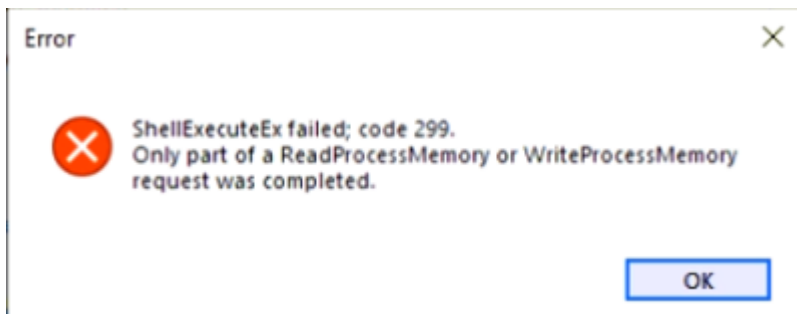 Error
ShellExecuteEx failed; code 299.
Only part of a ReadProcessMemory or WriteProcessMemory
request was completed.
OK